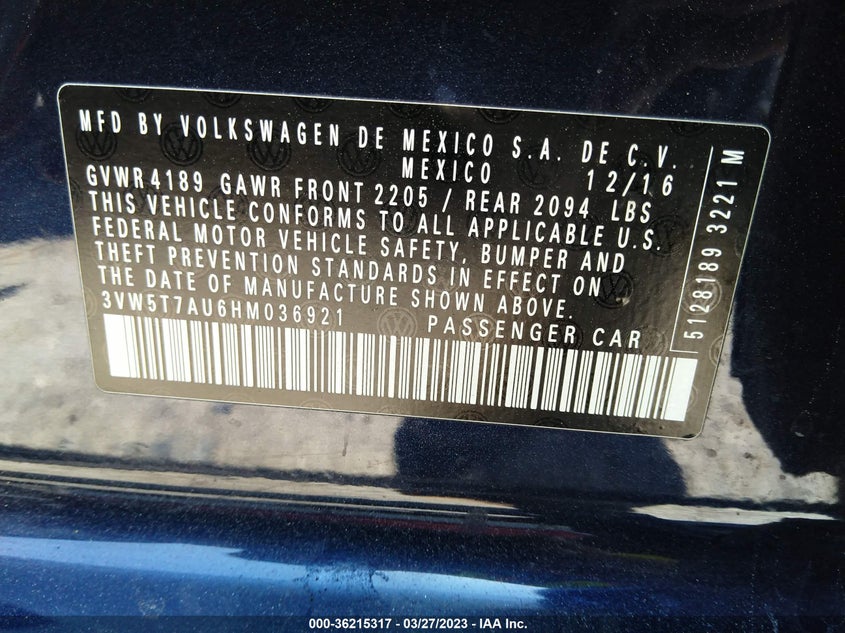 MFD BY VOLKSWAGEN DE MEXICO S.A. DE C.V.
MEXICO 12/16
GVWR4189 GAWR FRONT 2205 / REAR 2094 LBS
THIS VEHICLE CONFORMS TO ALL APPLICABLE U.S.
FEDERAL MOTOR VEHICLE SAFETY, BUMPER AND
THEFT PREVENTION STANDARDS IN EFFECT ON
THE DATE OF MANUFACTURE SHOWN ABOVE.
3VW5T7AU6HM036921 PASSENGER CAR
5128189 3221 M
000-36215317 - 03/27/2023 - IAA Inc.